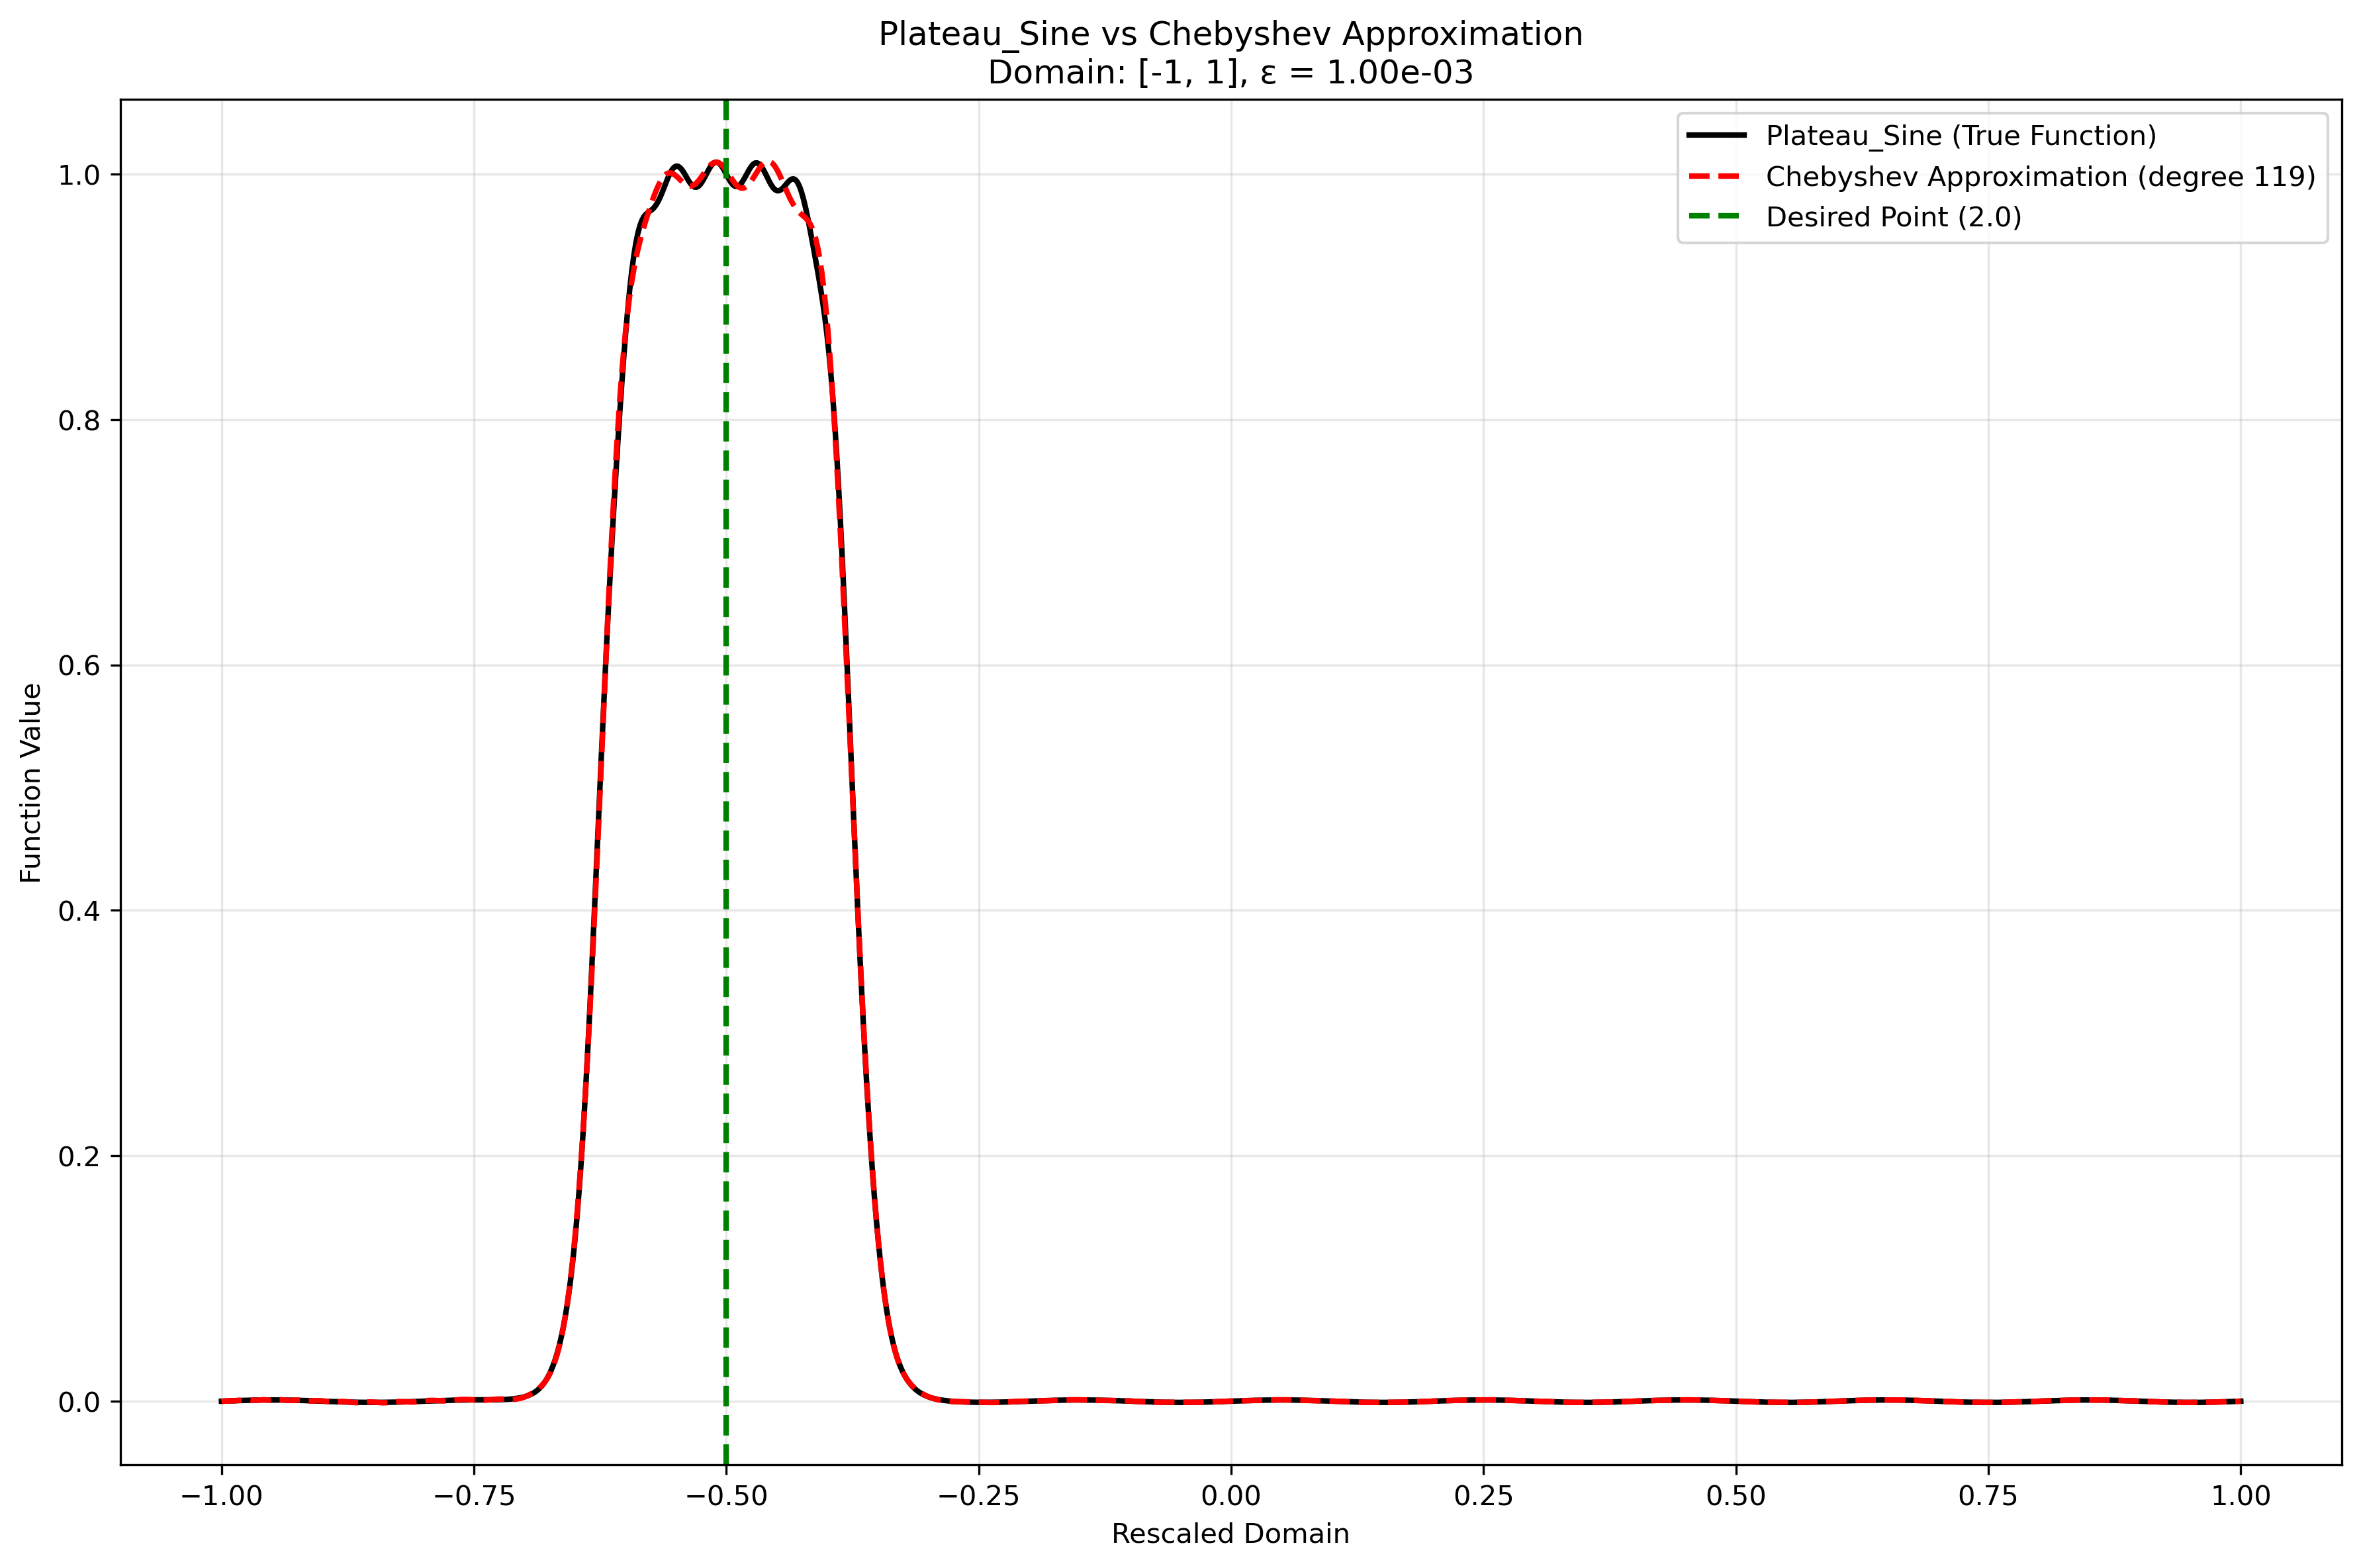 Plateau_Sine vs Chebyshev Approximation
Domain: [-1, 1], ε = 1.00e-03
Plateau_Sine (True Function)
Chebyshev Approximation (degree 119)
Desired Point (2.0)
Function Value
1.0
0.8
0.6
0.4
0.2
0.0
−1.00 −0.75 −0.50 −0.25 0.00 0.25 0.50 0.75 1.00
Rescaled Domain